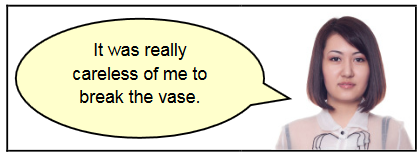 It was really
careless of me to
break the vase.